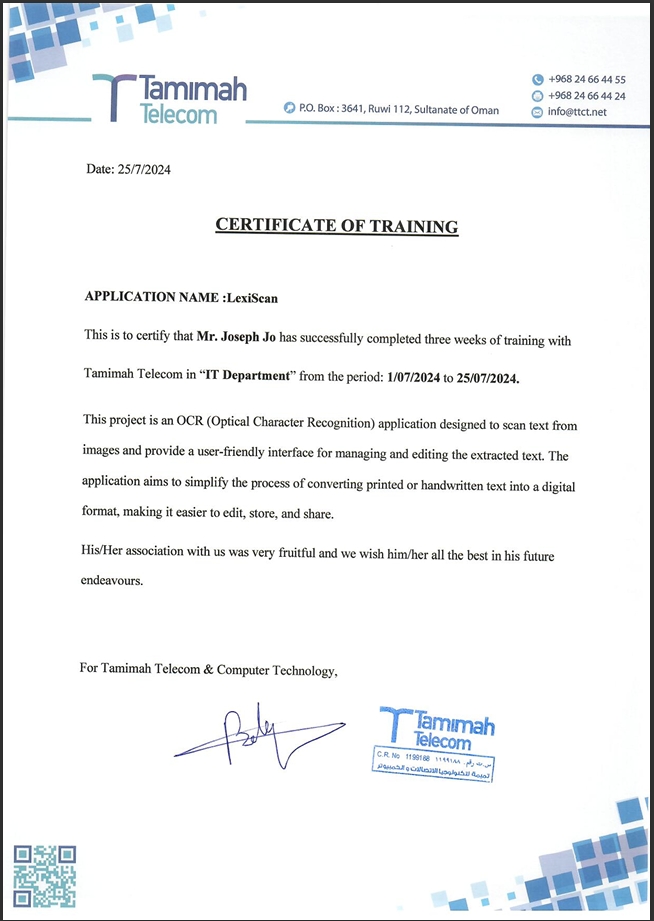 Tamimah
Telecom
P.O. Box : 3641, Ruwi 112, Sultanate of Oman
+968 24 66 44 55
+968 24 66 44 24
info@ttct.net
Date: 25/7/2024
CERTIFICATE OF TRAINING
APPLICATION NAME :LexiScan
This is to certify that Mr. Joseph Jo has successfully completed three weeks of training with
Tamimah Telecom in “IT Department” from the period: 1/07/2024 to 25/07/2024.
This project is an OCR (Optical Character Recognition) application designed to scan text from
images and provide a user-friendly interface for managing and editing the extracted text. The
application aims to simplify the process of converting printed or handwritten text into a digital
format, making it easier to edit, store, and share.
His/Her association with us was very fruitful and we wish him/her all the best in his future
endeavours.
For Tamimah Telecom & Computer Technology,
Tamimah
Telecom
C.R. No 1199188 س.ت رقم. ١١٩٩١٨٨
تميمة لتكنولوجيا الاتصالات و الكمبيوتر